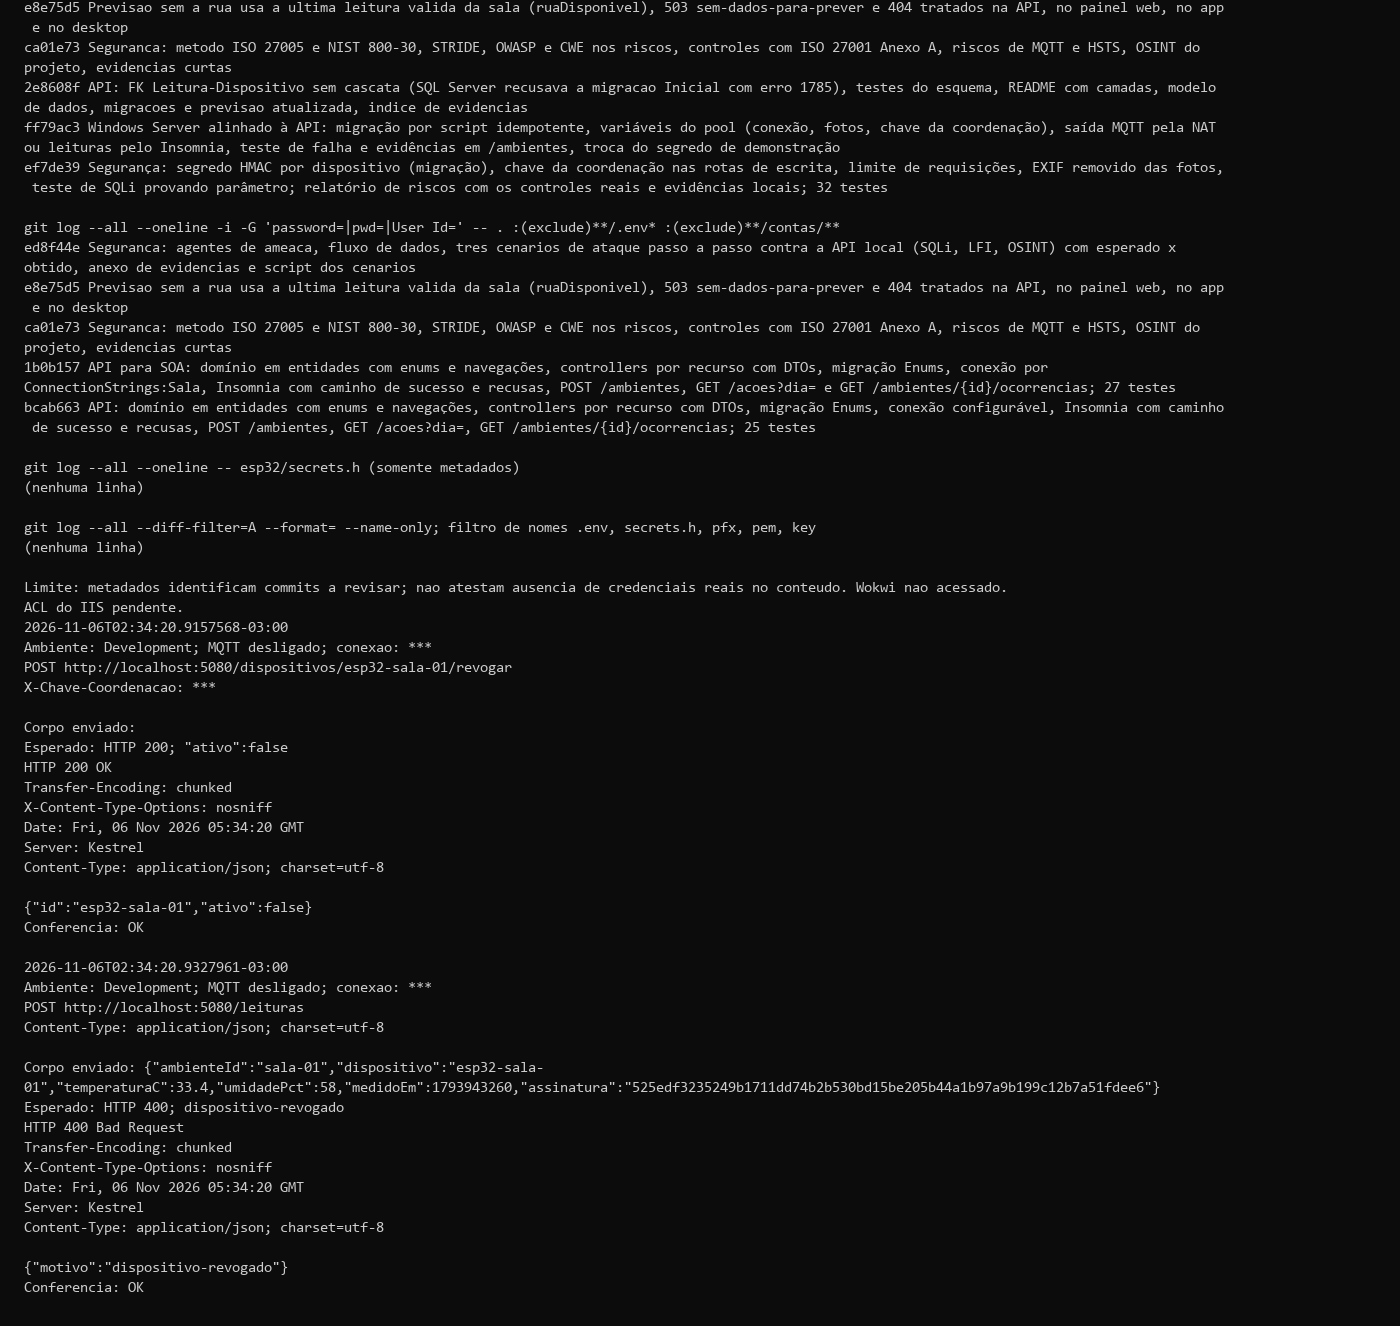 e8e75d5 Previsao sem a rua usa a ultima leitura valida da sala (ruaDisponivel), 503 sem-dados-para-prever e 404 tratados na API, no painel web, no app
e no desktop
ca01e73 Seguranca: metodo ISO 27005 e NIST 800-30, STRIDE, OWASP e CWE nos riscos, controles com ISO 27001 Anexo A, riscos de MQTT e HSTS, OSINT do
projeto, evidencias curtas
2e8608f API: FK Leitura-Dispositivo sem cascata (SQL Server recusava a migracao Inicial com erro 1785), testes do esquema, README com camadas, modelo
de dados, migracoes e previsao atualizada, indice de evidencias
ff79ac3 Windows Server alinhado à API: migração por script idempotente, variáveis do pool (conexão, fotos, chave da coordenação), saída MQTT pela NAT
ou leituras pelo Insomnia, teste de falha e evidências em /ambientes, troca do segredo de demonstração
ef7de39 Segurança: segredo HMAC por dispositivo (migração), chave da coordenação nas rotas de escrita, limite de requisições, EXIF removido das fotos,
teste de SQLi provando parâmetro; relatório de riscos com os controles reais e evidências locais; 32 testes

git log --all --oneline -i -G 'password=|pwd=|User Id=' -- . :(exclude)**/.env* :(exclude)**/contas/**
ed8f44e Seguranca: agentes de ameaca, fluxo de dados, tres cenarios de ataque passo a passo contra a API local (SQLi, LFI, OSINT) com esperado x
obtido, anexo de evidencias e script dos cenarios
e8e75d5 Previsao sem a rua usa a ultima leitura valida da sala (ruaDisponivel), 503 sem-dados-para-prever e 404 tratados na API, no painel web, no app
e no desktop
ca01e73 Seguranca: metodo ISO 27005 e NIST 800-30, STRIDE, OWASP e CWE nos riscos, controles com ISO 27001 Anexo A, riscos de MQTT e HSTS, OSINT do
projeto, evidencias curtas
1b0b157 API para SOA: domínio em entidades com enums e navegações, controllers por recurso com DTOs, migração Enums, conexão por
ConnectionStrings:Sala, Insomnia com caminho de sucesso e recusas, POST /ambientes, GET /acoes?dia= e GET /ambientes/{id}/ocorrencias; 27 testes
bcab663 API: domínio em entidades com enums e navegações, controllers por recurso com DTOs, migração Enums, conexão configurável, Insomnia com caminho
de sucesso e recusas, POST /ambientes, GET /acoes?dia=, GET /ambientes/{id}/ocorrencias; 25 testes

git log --all --oneline -- esp32/secrets.h (somente metadados)
(nenhuma linha)

git log --all --diff-filter=A --format= --name-only; filtro de nomes .env, secrets.h, pfx, pem, key
(nenhuma linha)

Limite: metadados identificam commits a revisar; nao atestam ausencia de credenciais reais no conteudo. Wokwi nao acessado.
ACL do IIS pendente.
2026-11-06T02:34:20.9157568-03:00
Ambiente: Development; MQTT desligado; conexao: ***
POST http://localhost:5080/dispositivos/esp32-sala-01/revogar
X-Chave-Coordenacao: ***

Corpo enviado:
Esperado: HTTP 200; "ativo":false
HTTP 200 OK
Transfer-Encoding: chunked
X-Content-Type-Options: nosniff
Date: Fri, 06 Nov 2026 05:34:20 GMT
Server: Kestrel
Content-Type: application/json; charset=utf-8

{"id":"esp32-sala-01","ativo":false}
Conferencia: OK

2026-11-06T02:34:20.9327961-03:00
Ambiente: Development; MQTT desligado; conexao: ***
POST http://localhost:5080/leituras
Content-Type: application/json; charset=utf-8

Corpo enviado: {"ambienteId":"sala-01","dispositivo":"esp32-sala-
01","temperaturaC":33.4,"umidadePct":58,"medidoEm":1793943260,"assinatura":"525edf3235249b1711dd74b2b530bd15be205b44a1b97a9b199c12b7a51fdee6"}
Esperado: HTTP 400; dispositivo-revogado
HTTP 400 Bad Request
Transfer-Encoding: chunked
X-Content-Type-Options: nosniff
Date: Fri, 06 Nov 2026 05:34:20 GMT
Server: Kestrel
Content-Type: application/json; charset=utf-8

{"motivo":"dispositivo-revogado"}
Conferencia: OK